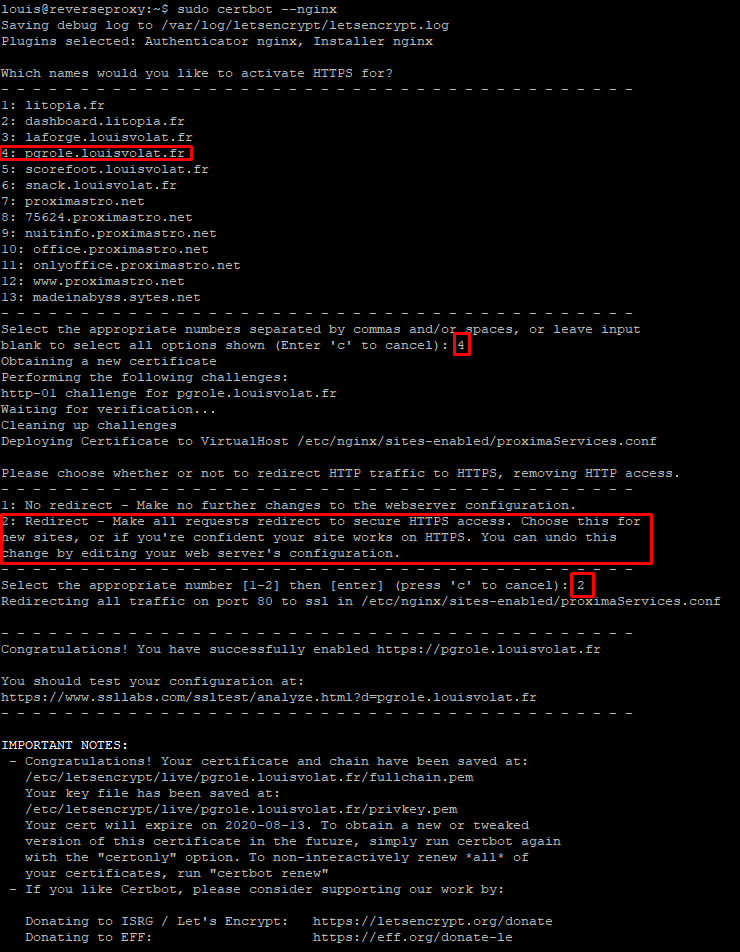 louis@reverseproxy:~$ sudo certbot --nginx
Saving debug log to /var/log/letsencrypt/letsencrypt.log
Plugins selected: Authenticator nginx, Installer nginx
Which names would you like to activate HTTPS for?
- - - - - - - - - - - - - - - - - - - - - - - - - - - - - - - - - - - - - - - -
1: litopia.fr
2: dashboard.litopia.fr
3: laforge.louisvolat.fr
4: pgrole.louisvolat.fr
5: scorefoot.louisvolat.fr
6: snack.louisvolat.fr
7: proximastro.net
8: 75624.proximastro.net
9: nuitinfo.proximastro.net
10: office.proximastro.net
11: onlyoffice.proximastro.net
12: www.proximastro.net
13: madeinabyss.sytes.net
- - - - - - - - - - - - - - - - - - - - - - - - - - - - - - - - - - - - - - - -
Select the appropriate numbers separated by commas and/or spaces, or leave input
blank to select all options shown (Enter 'c' to cancel): 4
Obtaining a new certificate
Performing the following challenges:
http-01 challenge for pgrole.louisvolat.fr
Waiting for verification...
Cleaning up challenges
Deploying Certificate to VirtualHost /etc/nginx/sites-enabled/proximaServices.conf
Please choose whether or not to redirect HTTP traffic to HTTPS, removing HTTP access.
- - - - - - - - - - - - - - - - - - - - - - - - - - - - - - - - - - - - - - - -
1: No redirect - Make no further changes to the webserver configuration.
2: Redirect - Make all requests redirect to secure HTTPS access. Choose this for
new sites, or if you're confident your site works on HTTPS. You can undo this
change by editing your web server's configuration.
- - - - - - - - - - - - - - - - - - - - - - - - - - - - - - - - - - - - - - - -
Select the appropriate number [1-2] then [enter] (press 'c' to cancel): 2
Redirecting all traffic on port 80 to ssl in /etc/nginx/sites-enabled/proximaServices.conf
- - - - - - - - - - - - - - - - - - - - - - - - - - - - - - - - - - - - - - - -
Congratulations! You have successfully enabled https://pgrole.louisvolat.fr
You should test your configuration at:
https://www.ssllabs.com/ssltest/analyze.html?d=pgrole.louisvolat.fr
- - - - - - - - - - - - - - - - - - - - - - - - - - - - - - - - - - - - - - - -
IMPORTANT NOTES:
- Congratulations! Your certificate and chain have been saved at:
/etc/letsencrypt/live/pgrole.louisvolat.fr/fullchain.pem
Your key file has been saved at:
/etc/letsencrypt/live/pgrole.louisvolat.fr/privkey.pem
Your cert will expire on 2020-08-13. To obtain a new or tweaked
version of this certificate in the future, simply run certbot again
with the "certonly" option. To non-interactively renew *all* of
your certificates, run "certbot renew"
- If you like Certbot, please consider supporting our work by:
Donating to ISRG / Let's Encrypt: https://letsencrypt.org/donate
Donating to EFF: https://eff.org/donate-le